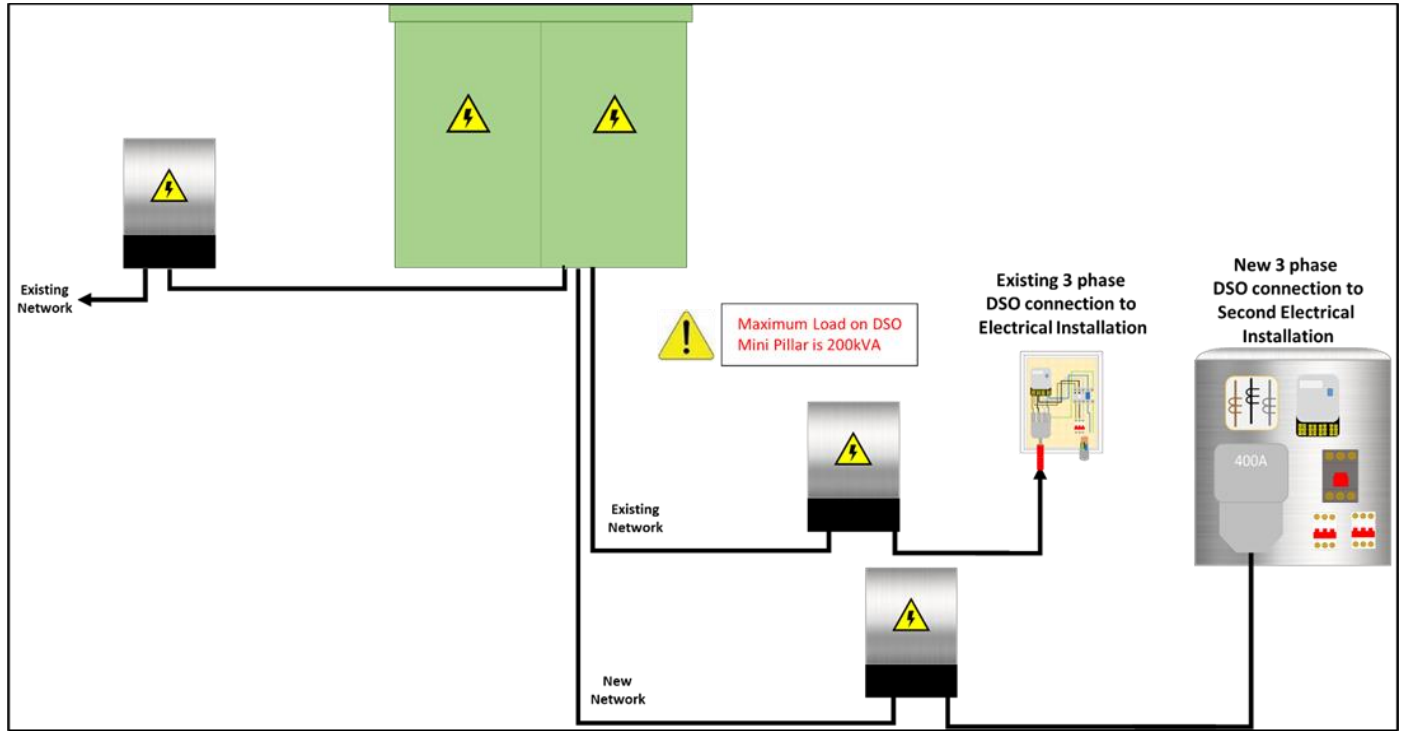 Existing
Network
Maximum Load on DSO
Mini Pillar is 200kVA
Existing 3 phase
DSO connection to
Electrical Installation
New 3 phase
DSO connection to
Second Electrical
Installation
400A
Existing
Network
New
Network